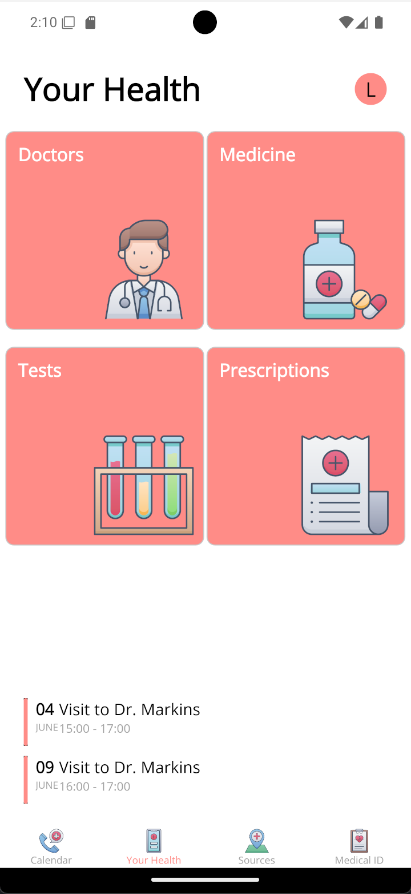 2:10
Your Health
L
Doctors
Medicine
Tests
Prescriptions
04 Visit to Dr. Markins
JUNE 15:00 - 17:00
09 Visit to Dr. Markins
JUNE 16:00 - 17:00
Calendar
Your Health
Sources
Medical ID